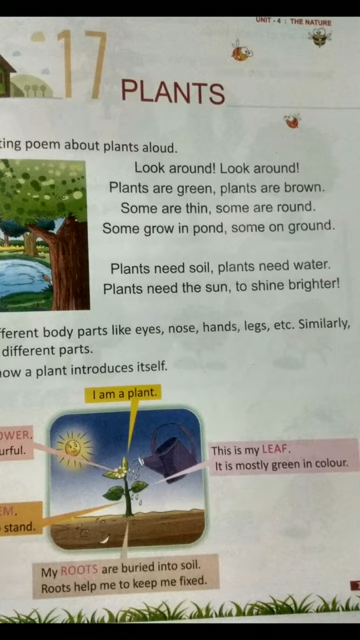 UNIT - 4 : THE NATURE
17
PLANTS
ting poem about plants aloud.
Look around! Look around!
Plants are green, plants are brown.
Some are thin, some are round.
Some grow in pond, some on ground.
Plants need soil, plants need water.
Plants need the sun, to shine brighter!
fferent body parts like eyes, nose, hands, legs, etc. Similarly,
different parts.
how a plant introduces itself.
I am a plant.
OWER.
urful.
This is my LEAF.
It is mostly green in colour.
EM.
stand.
My ROOTS are buried into soil.
Roots help me to keep me fixed.